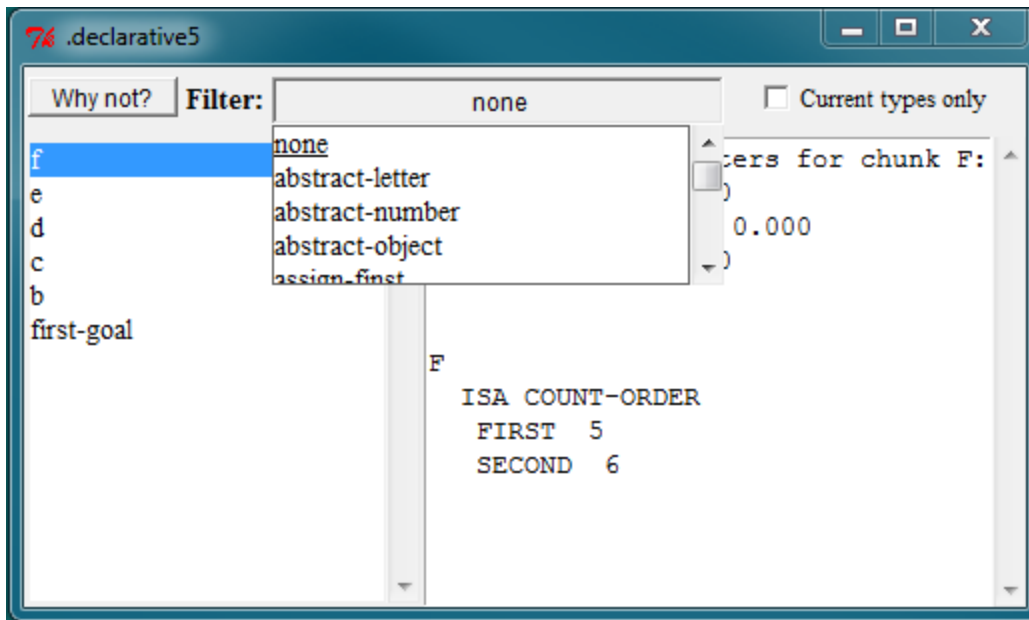 .declarative5
Why not? Filter: none Current types only
none
abstract-letter
abstract-number
abstract-object
f
e
d
c
b
first-goal
for chunk F:
0.000
F
ISA COUNT-ORDER
FIRST 5
SECOND 6